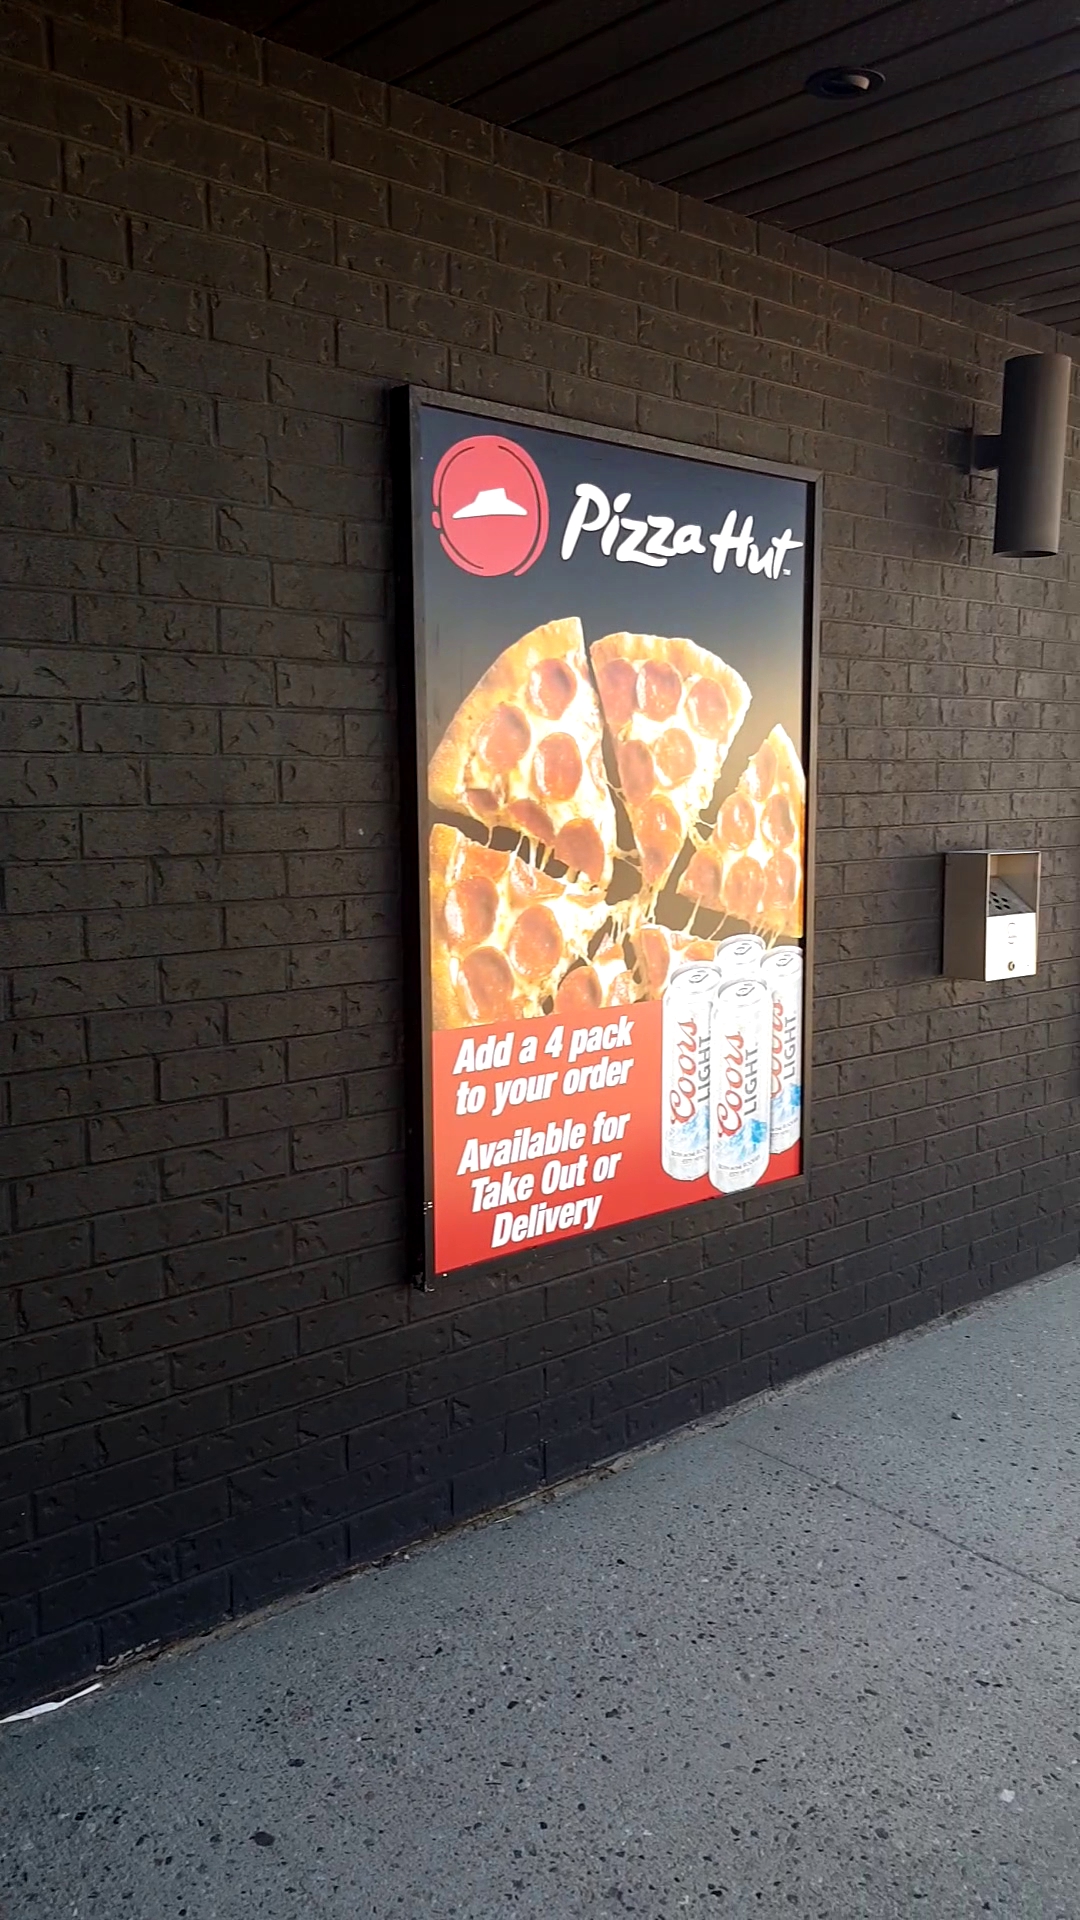 Pizza Hut™
Add a 4 pack
to your order
Available for
Take Out or
Delivery
Coors
LIGHT
Coors
LIGHT
Coors
LIGHT